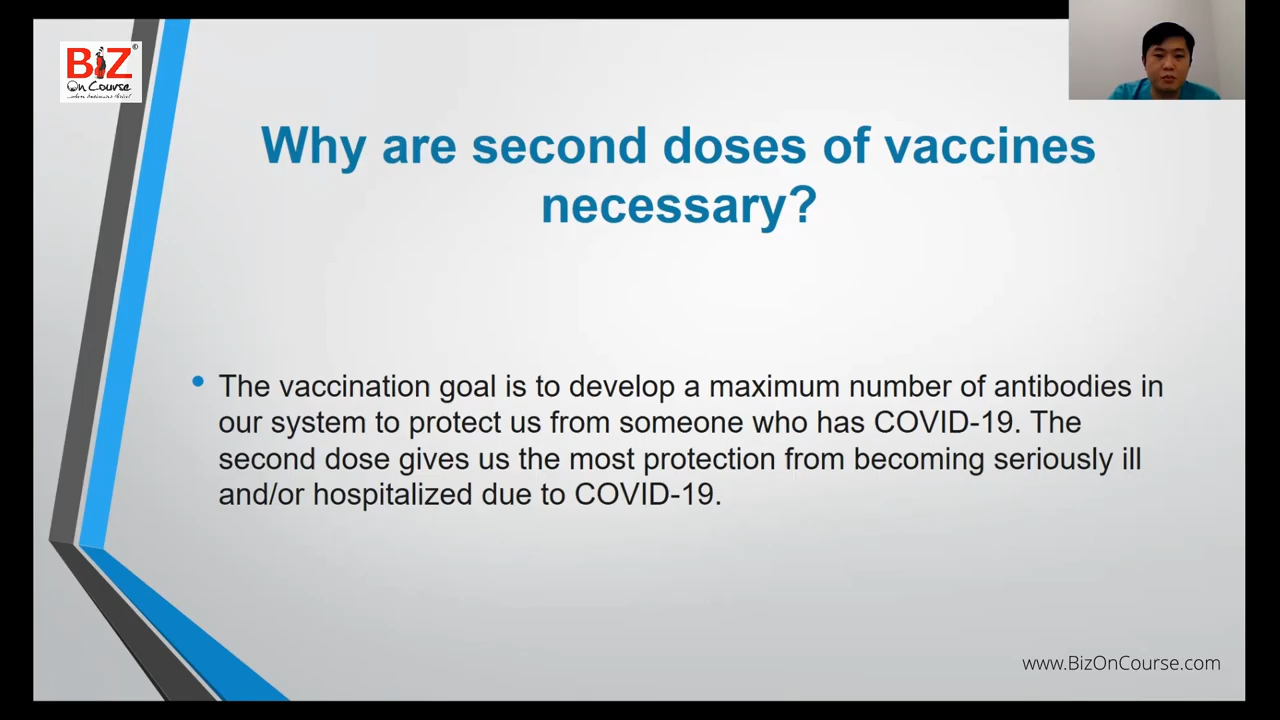 BiZ
On Course
Why are second doses of vaccines
necessary?
• The vaccination goal is to develop a maximum number of antibodies in
our system to protect us from someone who has COVID-19. The
second dose gives us the most protection from becoming seriously ill
and/or hospitalized due to COVID-19.
www.BizOnCourse.com